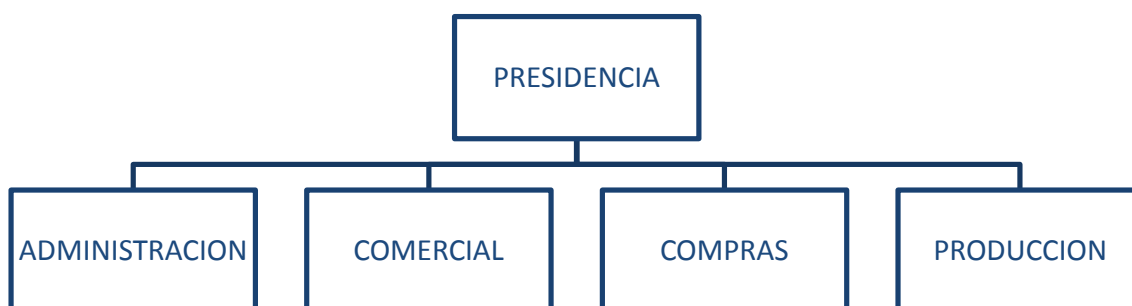 PRESIDENCIA
ADMINISTRACION
COMERCIAL
COMPRAS
PRODUCCION